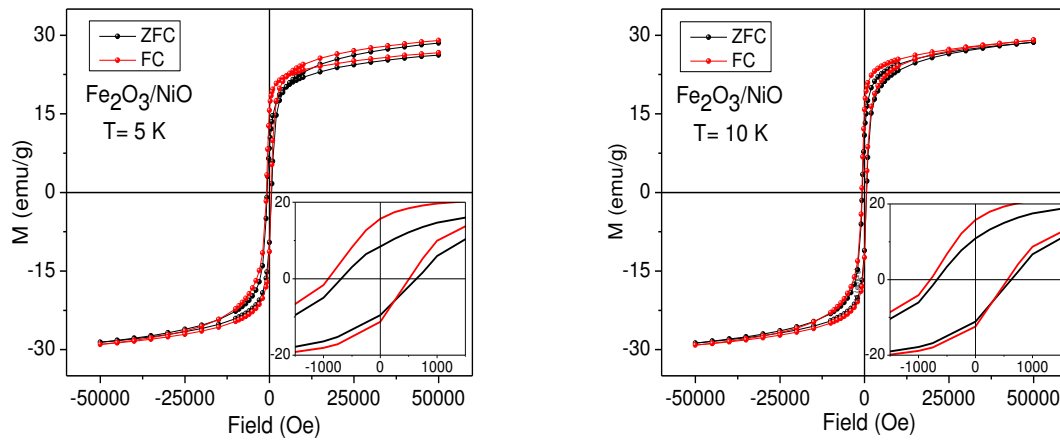 30
15
0
-15
-30
M (emu/g)
ZFC
FC
Fe₂O₃/NiO
T= 5 K
20
0
-20
-1000 0 1000
-50000 -25000 0 25000 50000
Field (Oe)
30
15
0
-15
-30
M (emu/g)
ZFC
FC
Fe₂O₃/NiO
T= 10 K
20
0
-20
-1000 0 1000
-50000 -25000 0 25000 50000
Field (Oe)